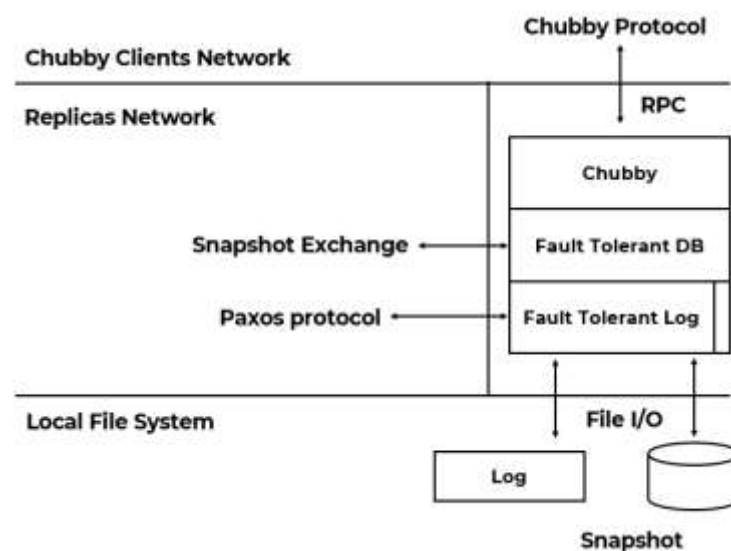 Chubby Protocol
Chubby Clients Network
Replicas Network
RPC
Chubby
Snapshot Exchange
Fault Tolerant DB
Paxos protocol
Fault Tolerant Log
Local File System
File I/O
Log
Snapshot